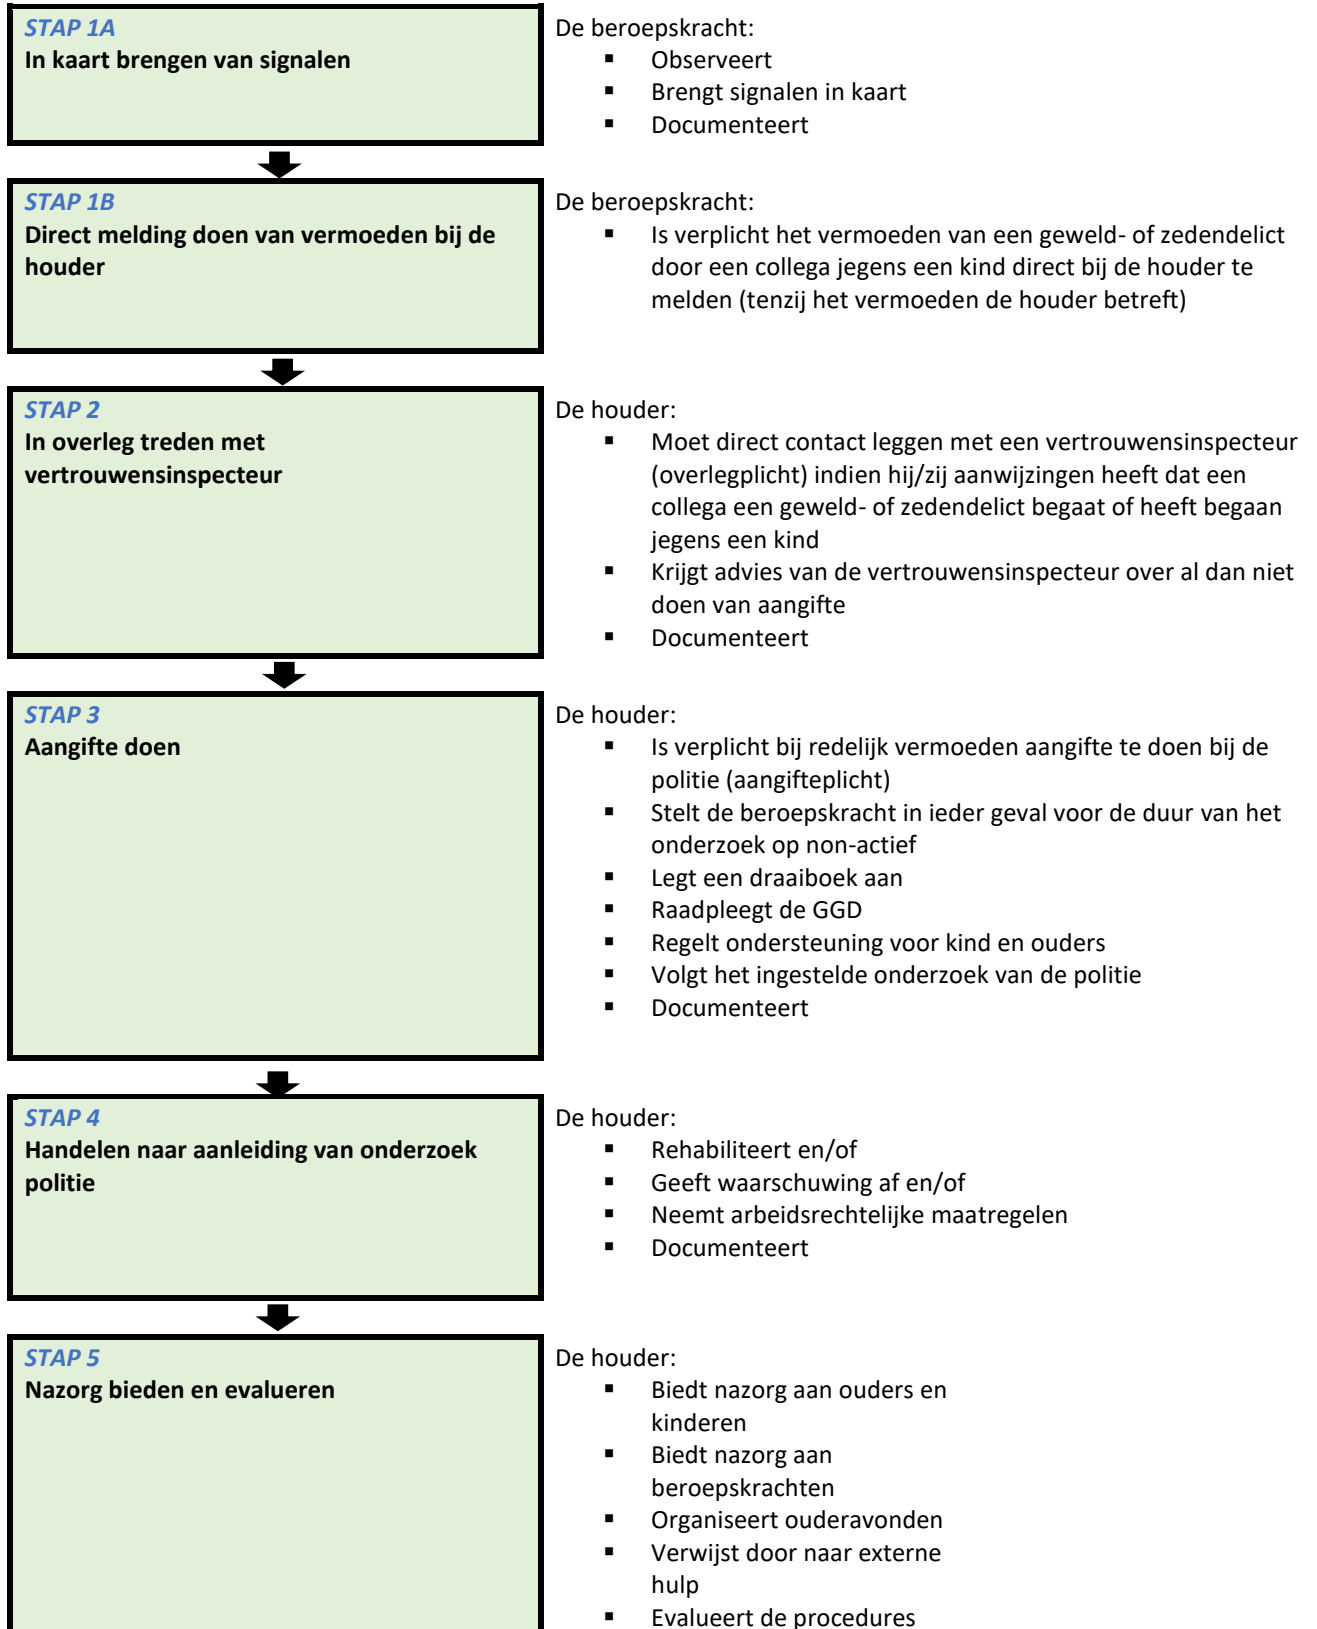 STAP 1A
In kaart brengen van signalen
De beroepskracht:
▪ Observeert
▪ Brengt signalen in kaart
▪ Documenteert
STAP 1B
Direct melding doen van vermoeden bij de
houder
De beroepskracht:
▪ Is verplicht het vermoeden van een geweld- of zedendelict
door een collega jegens een kind direct bij de houder te
melden (tenzij het vermoeden de houder betreft)
STAP 2
In overleg treden met
vertrouwensinspecteur
De houder:
▪ Moet direct contact leggen met een vertrouwensinspecteur
(overlegplicht) indien hij/zij aanwijzingen heeft dat een
collega een geweld- of zedendelict begaat of heeft begaan
jegens een kind
▪ Krijgt advies van de vertrouwensinspecteur over al dan niet
doen van aangifte
▪ Documenteert
STAP 3
Aangifte doen
De houder:
▪ Is verplicht bij redelijk vermoeden aangifte te doen bij de
politie (aangifteplicht)
▪ Stelt de beroepskracht in ieder geval voor de duur van het
onderzoek op non-actief
▪ Legt een draaiboek aan
▪ Raadpleegt de GGD
▪ Regelt ondersteuning voor kind en ouders
▪ Volgt het ingestelde onderzoek van de politie
▪ Documenteert
STAP 4
Handelen naar aanleiding van onderzoek
politie
De houder:
▪ Rehabiliteert en/of
▪ Geeft waarschuwing af en/of
▪ Neemt arbeidsrechtelijke maatregelen
▪ Documenteert
STAP 5
Nazorg bieden en evalueren
De houder:
▪ Biedt nazorg aan ouders en
kinderen
▪ Biedt nazorg aan
beroepskrachten
▪ Organiseert ouderavonden
▪ Verwijst door naar externe
hulp
▪ Evalueert de procedures